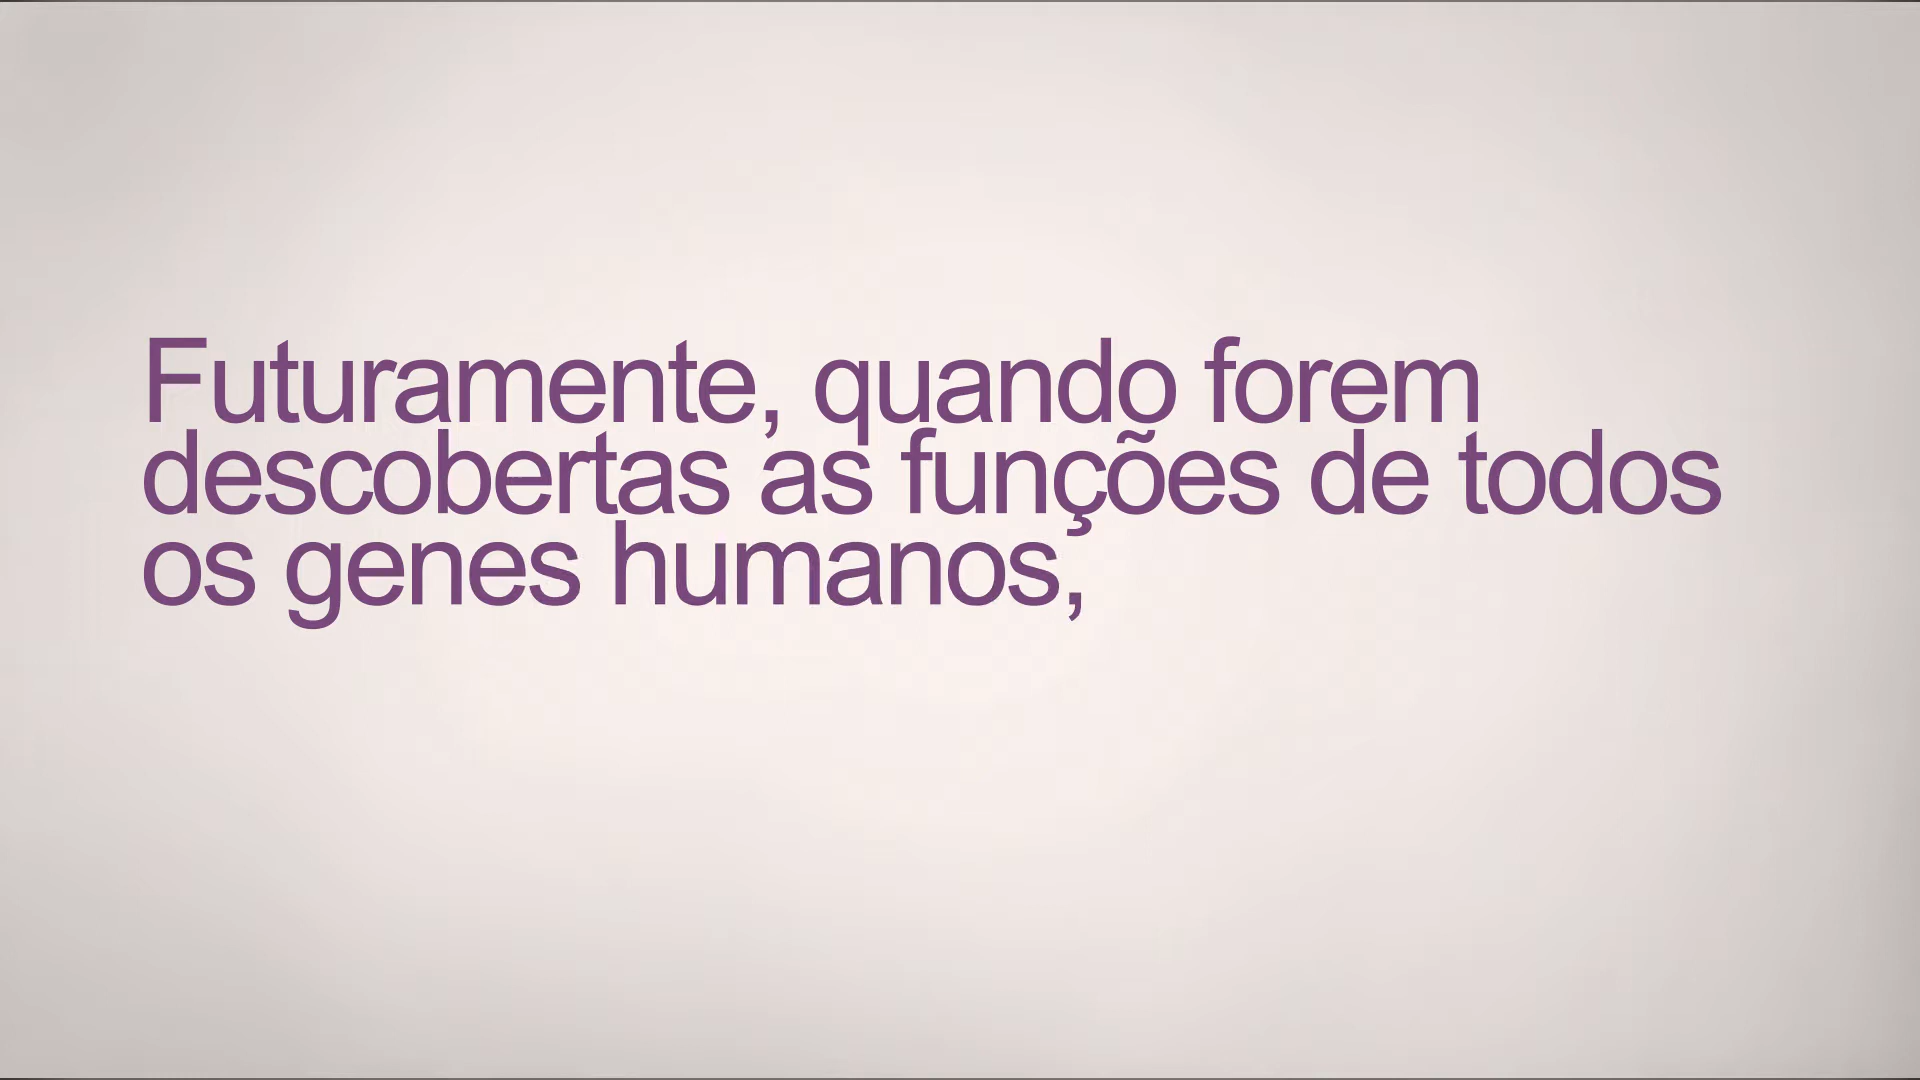 Futuramente, quando forem
descobertas as funções de todos
os genes humanos,